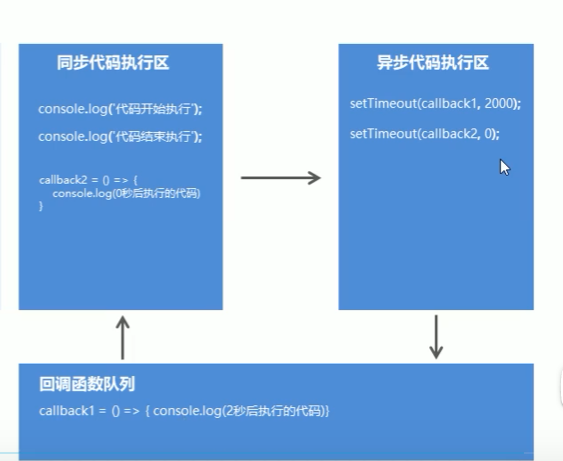 同步代码执行区
console.log('代码开始执行');
console.log('代码结束执行');
callback2 = () => {
console.log(0秒后执行的代码)
}
异步代码执行区
setTimeout(callback1, 2000);
setTimeout(callback2, 0);
回调函数队列
callback1 = () => { console.log(2秒后执行的代码)}